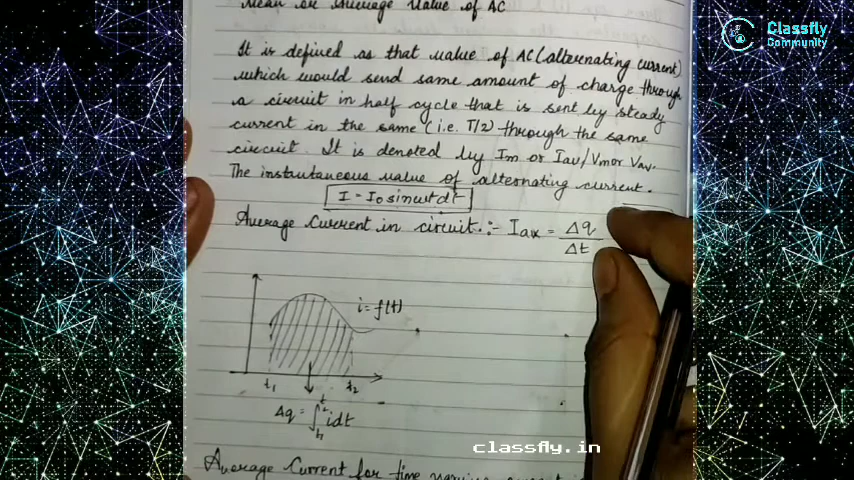 Mean or Average Value of AC
Classfly
Community
It is defined as that value of AC (alternating current)
which would send same amount of charge through
a circuit in half cycle that is sent by steady
current in the same (i.e. T/2) through the same
circuit. It is denoted by Im or Iav/Vm or Vav.
The instantaneous value of alternating current.
I = I₀ sinωt dt
Average Current in circuit :- Iav = Δq
Δt
i = f(t)
t₁ t₂
Δq = ∫ i dt
t₂
t₁
classfly.in
Average Current for time varying current